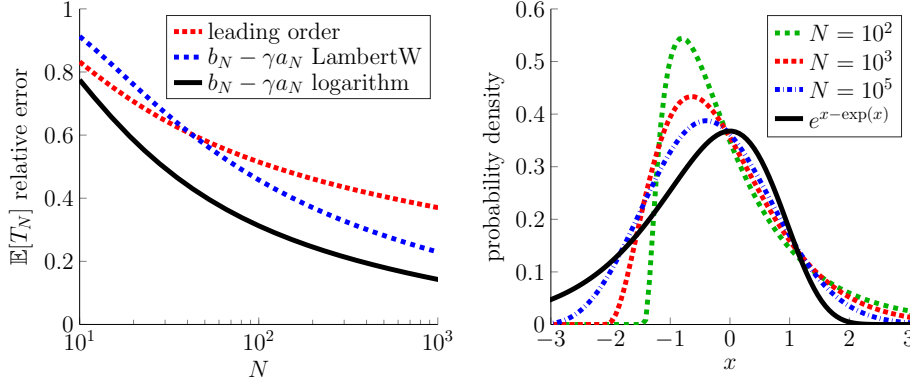 1
0.8
0.6
0.4
0.2
0
𝔼[T_N] relative error
leading order
b_N − γa_N LambertW
b_N − γa_N logarithm
10^1
10^2
10^3
N
0.6
0.5
0.4
0.3
0.2
0.1
0.0
probability density
N = 10^2
N = 10^3
N = 10^5
e^{x−exp(x)}
−3
−2
−1
0
1
2
3
x